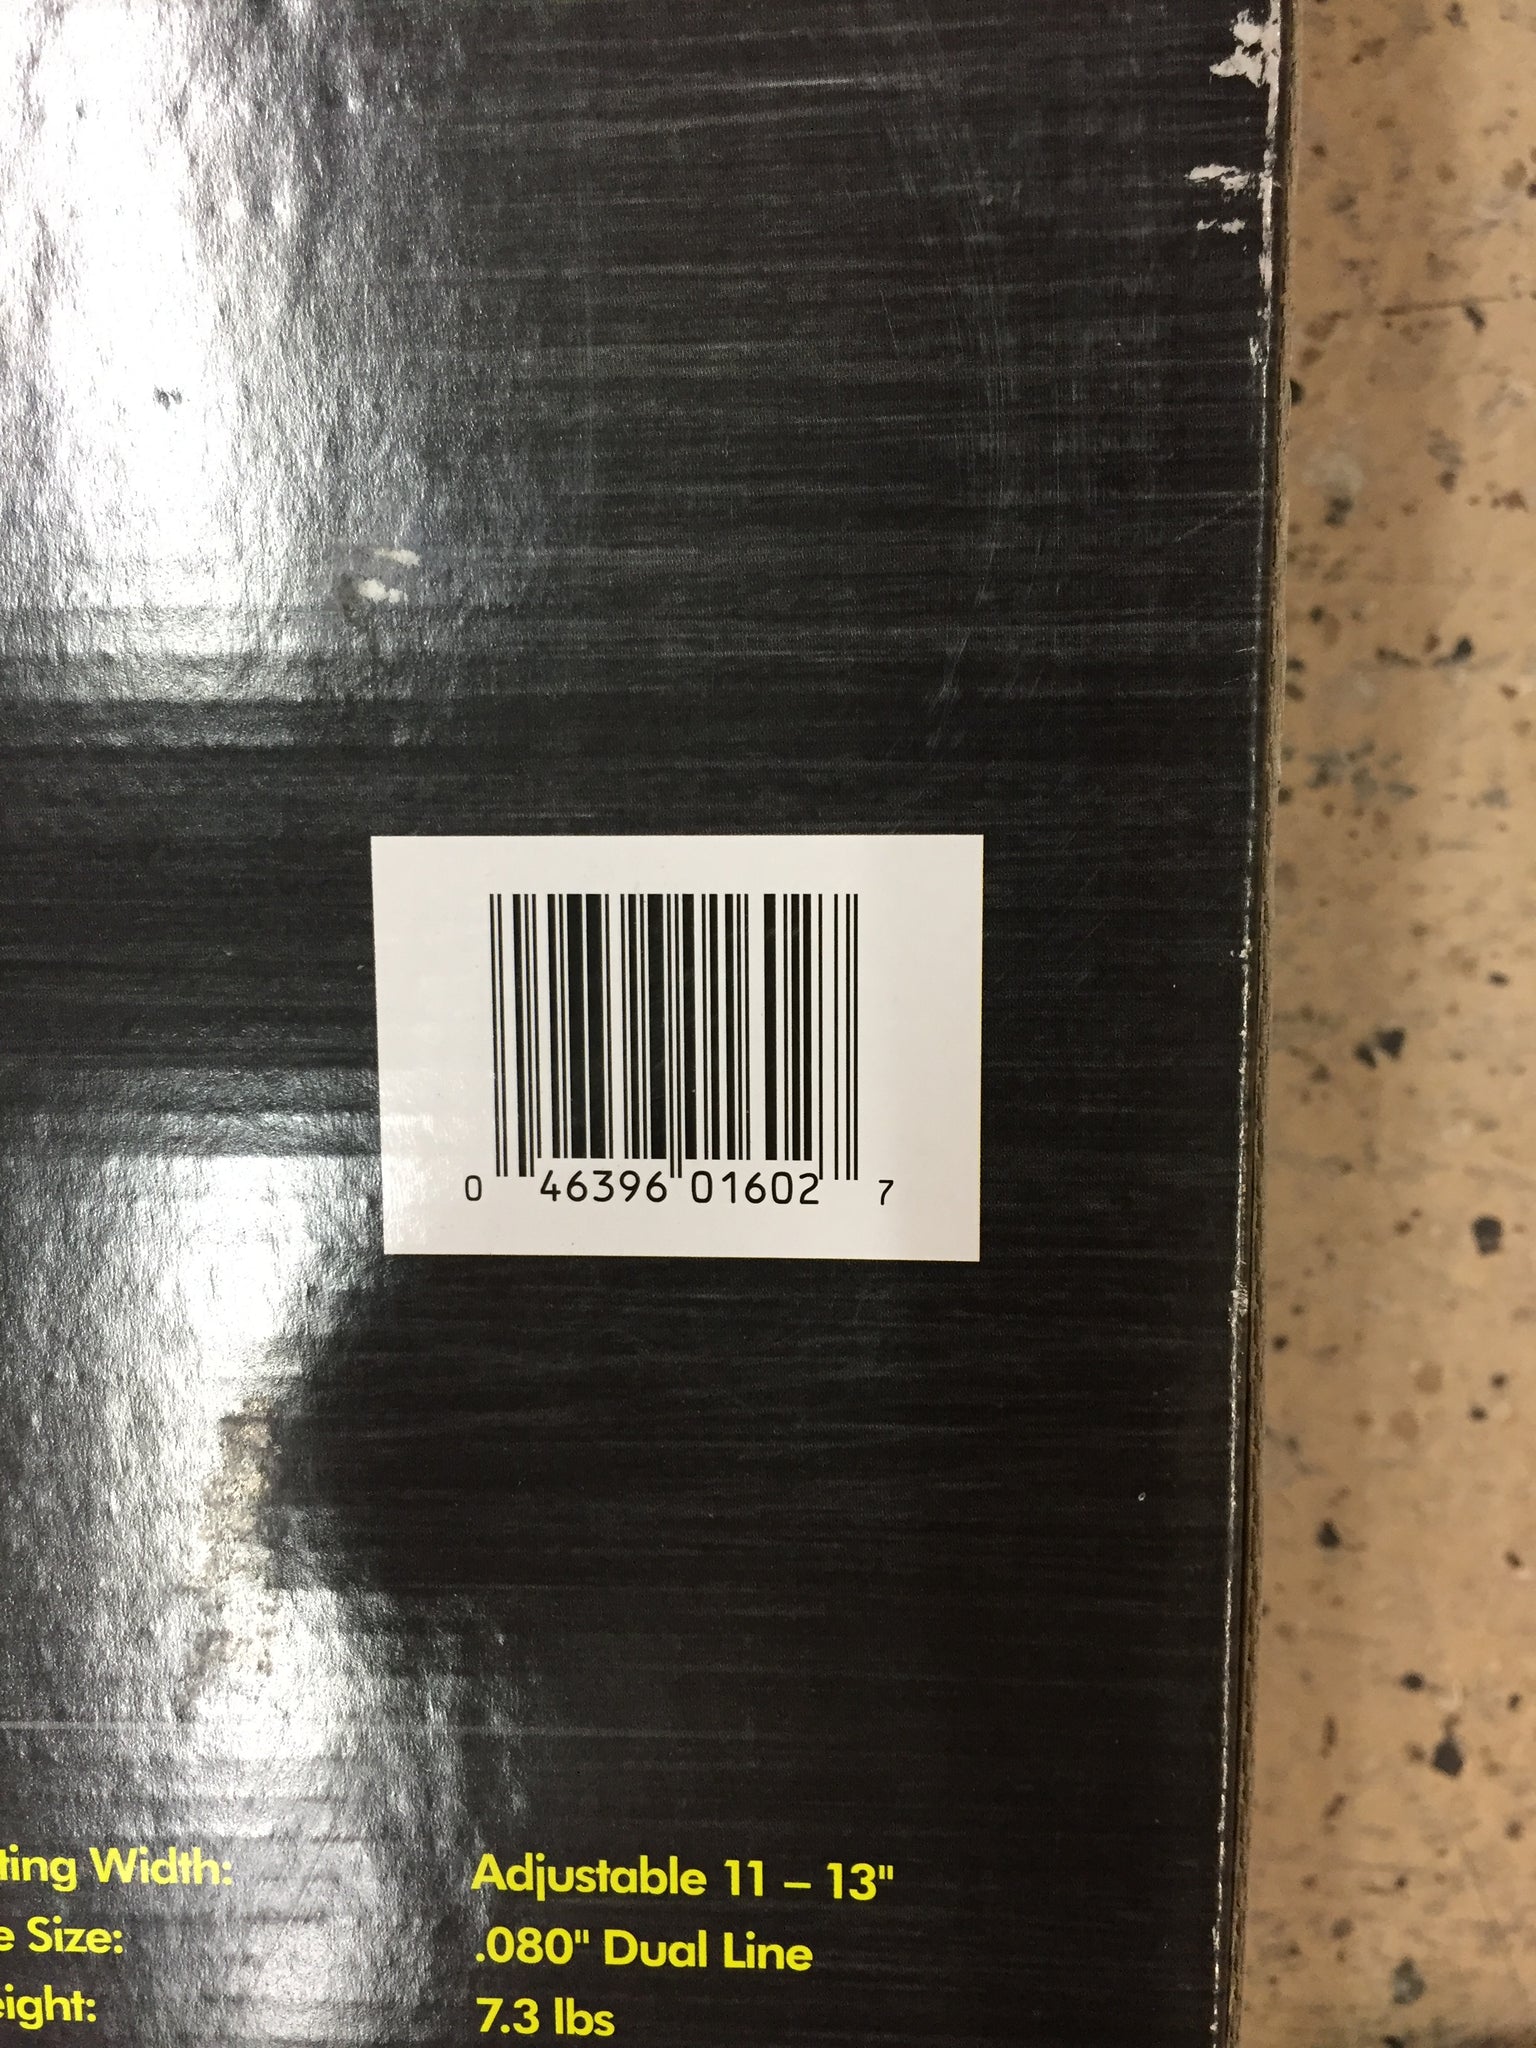 0 46396 01602 7
ting Width: Adjustable 11 – 13"
e Size: .080" Dual Line
eight: 7.3 lbs